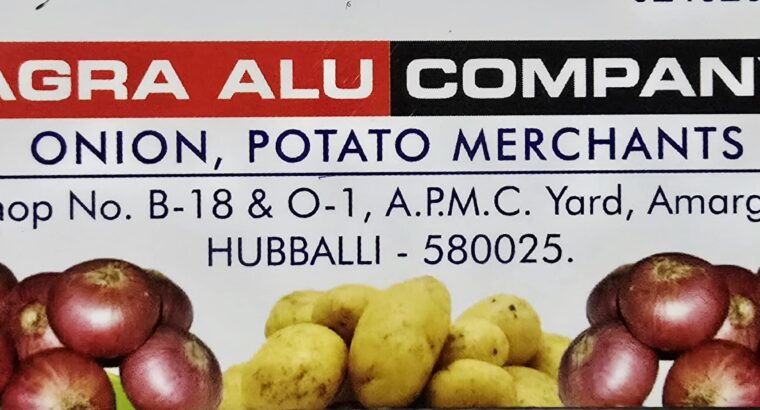 AGRA ALU COMPANY
ONION, POTATO MERCHANTS
hop No. B-18 & O-1, A.P.M.C. Yard, Amarg
HUBBALLI - 580025.